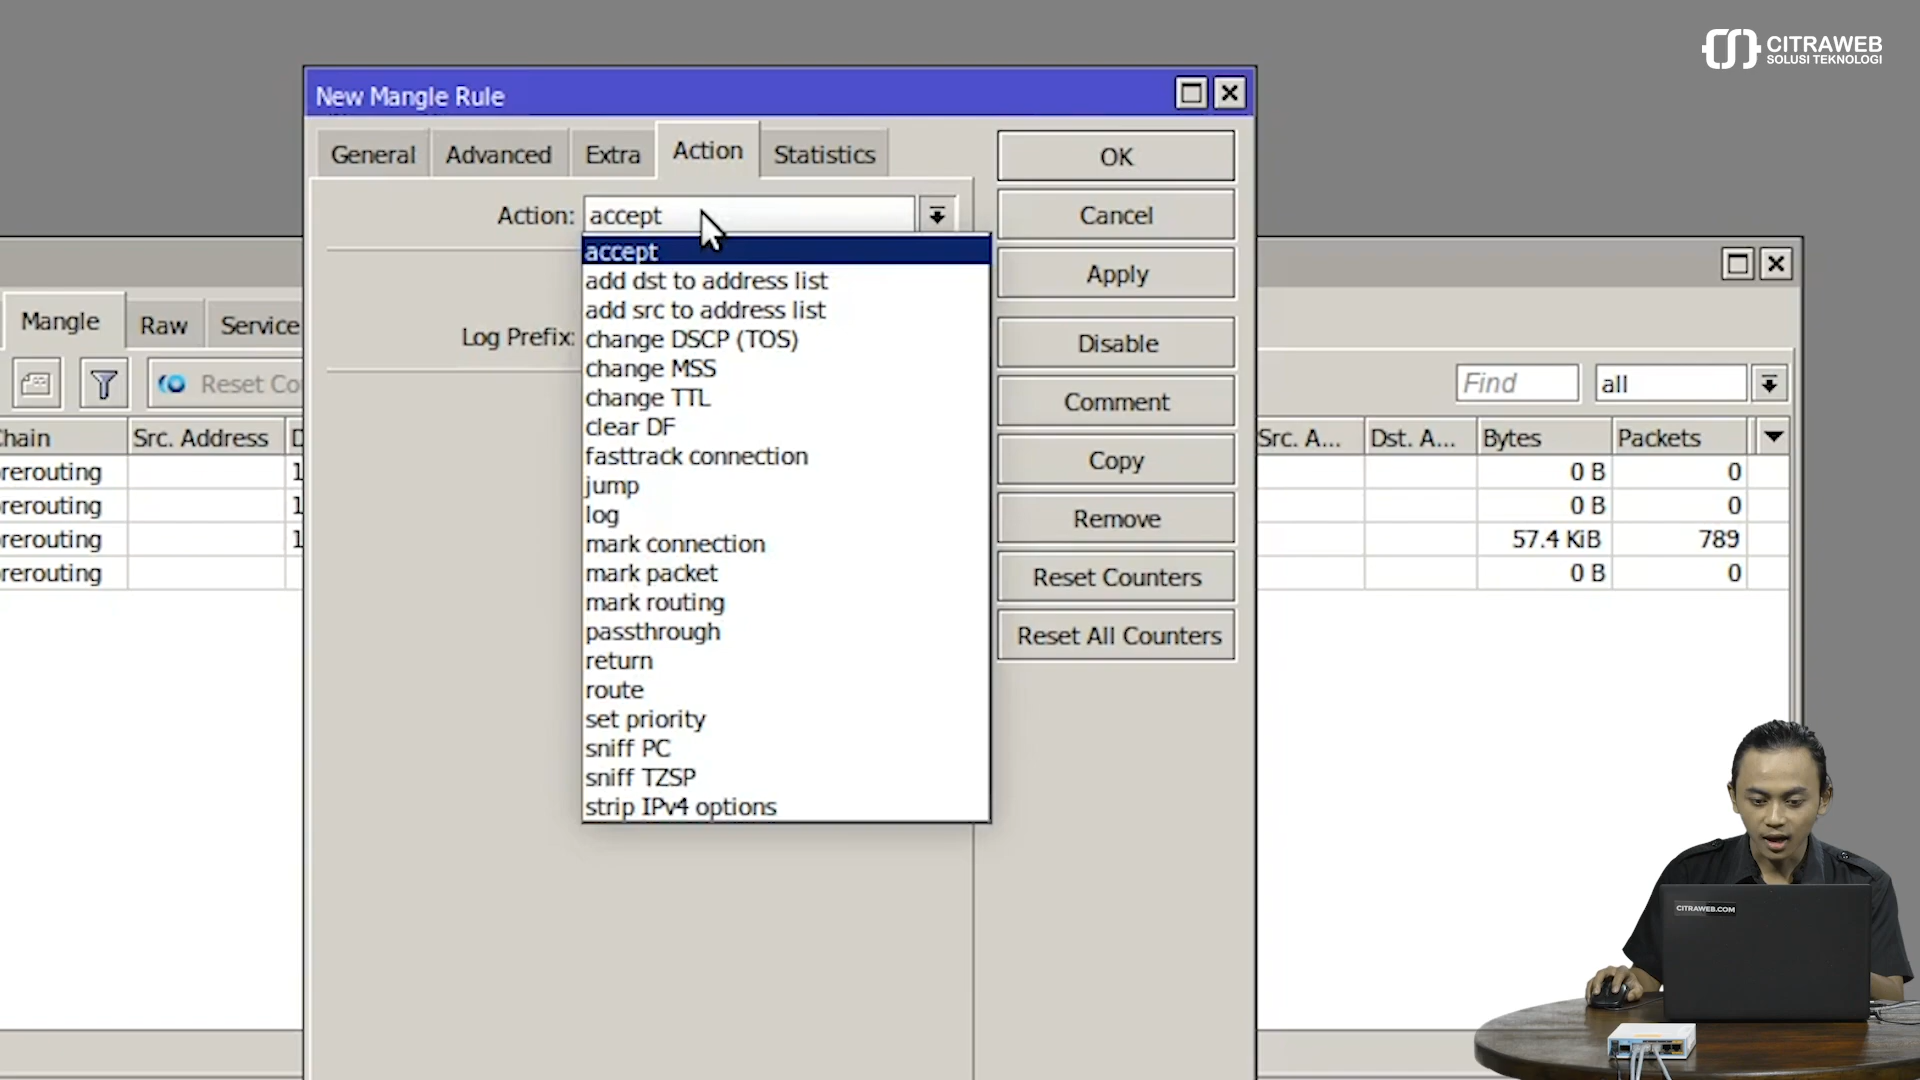 CITRAWEB
SOLUSI TEKNOLOGI
New Mangle Rule
General Advanced Extra Action Statistics
OK
Cancel
Apply
Disable
Comment
Copy
Remove
Reset Counters
Reset All Counters
Action: accept
accept
add dst to address list
add src to address list
Log Prefix:
change DSCP (TOS)
change MSS
change TTL
clear DF
fasttrack connection
jump
log
mark connection
mark packet
mark routing
passthrough
return
route
set priority
sniff PC
sniff TZSP
strip IPv4 options
Mangle Raw Service
Reset Co
Find all
Chain Src. Address D
rerouting 1
rerouting 1
rerouting 1
rerouting
Src. A... Dst. A... Bytes Packets
0 B 0
0 B 0
57.4 KiB 789
0 B 0
CITRAWEB.COM